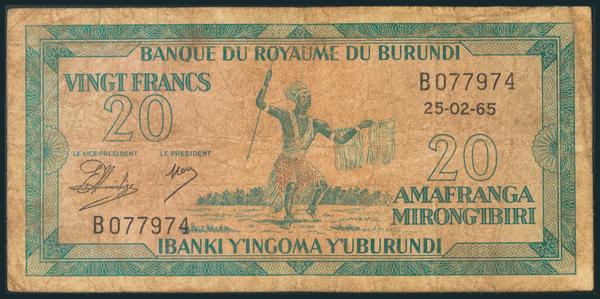 BANQUE DU ROYAUME DU BURUNDI
VINGT FRANCS
20
B077974
25-02-65
LE VICE-PRESIDENT LE PRESIDENT
20
AMAFRANGA
MIRONG'IBIRI
B077974
IBANKI Y'INGOMA Y'UBURUNDI